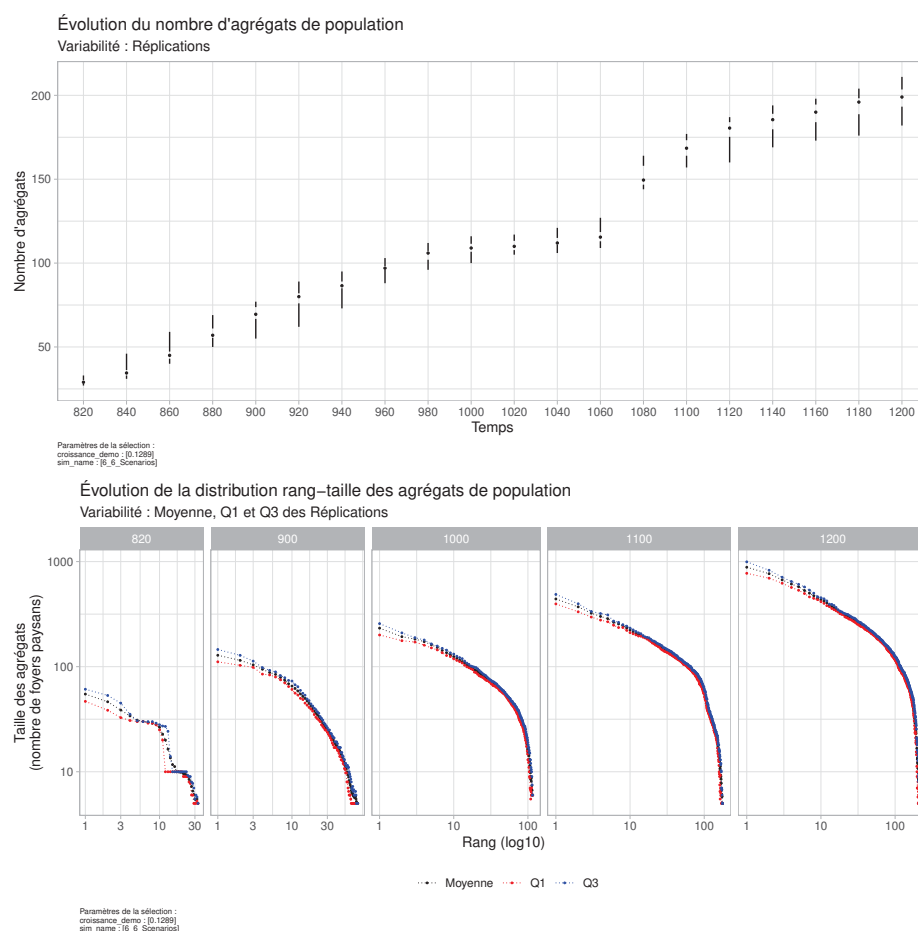 Évolution du nombre d'agrégats de population
Variabilité : Réplications
Nombre d'agrégats
200
150
100
50
820 840 860 880 900 920 940 960 980 1000 1020 1040 1060 1080 1100 1120 1140 1160 1180 1200
Temps
Paramètres de la sélection :
croissance_demo : [0.1289]
sim_name : [6_6_Scenarios]
Évolution de la distribution rang−taille des agrégats de population
Variabilité : Moyenne, Q1 et Q3 des Réplications
820 900 1000 1100 1200
Taille des agrégats
(nombre de foyers paysans)
1000
100
10
1 3 10 30 1 3 10 30 1 10 100 1 10 100 1 10 100
Rang (log10)
Moyenne Q1 Q3
Paramètres de la sélection :
croissance_demo : [0.1289]
sim_name : [6_6_Scenarios]